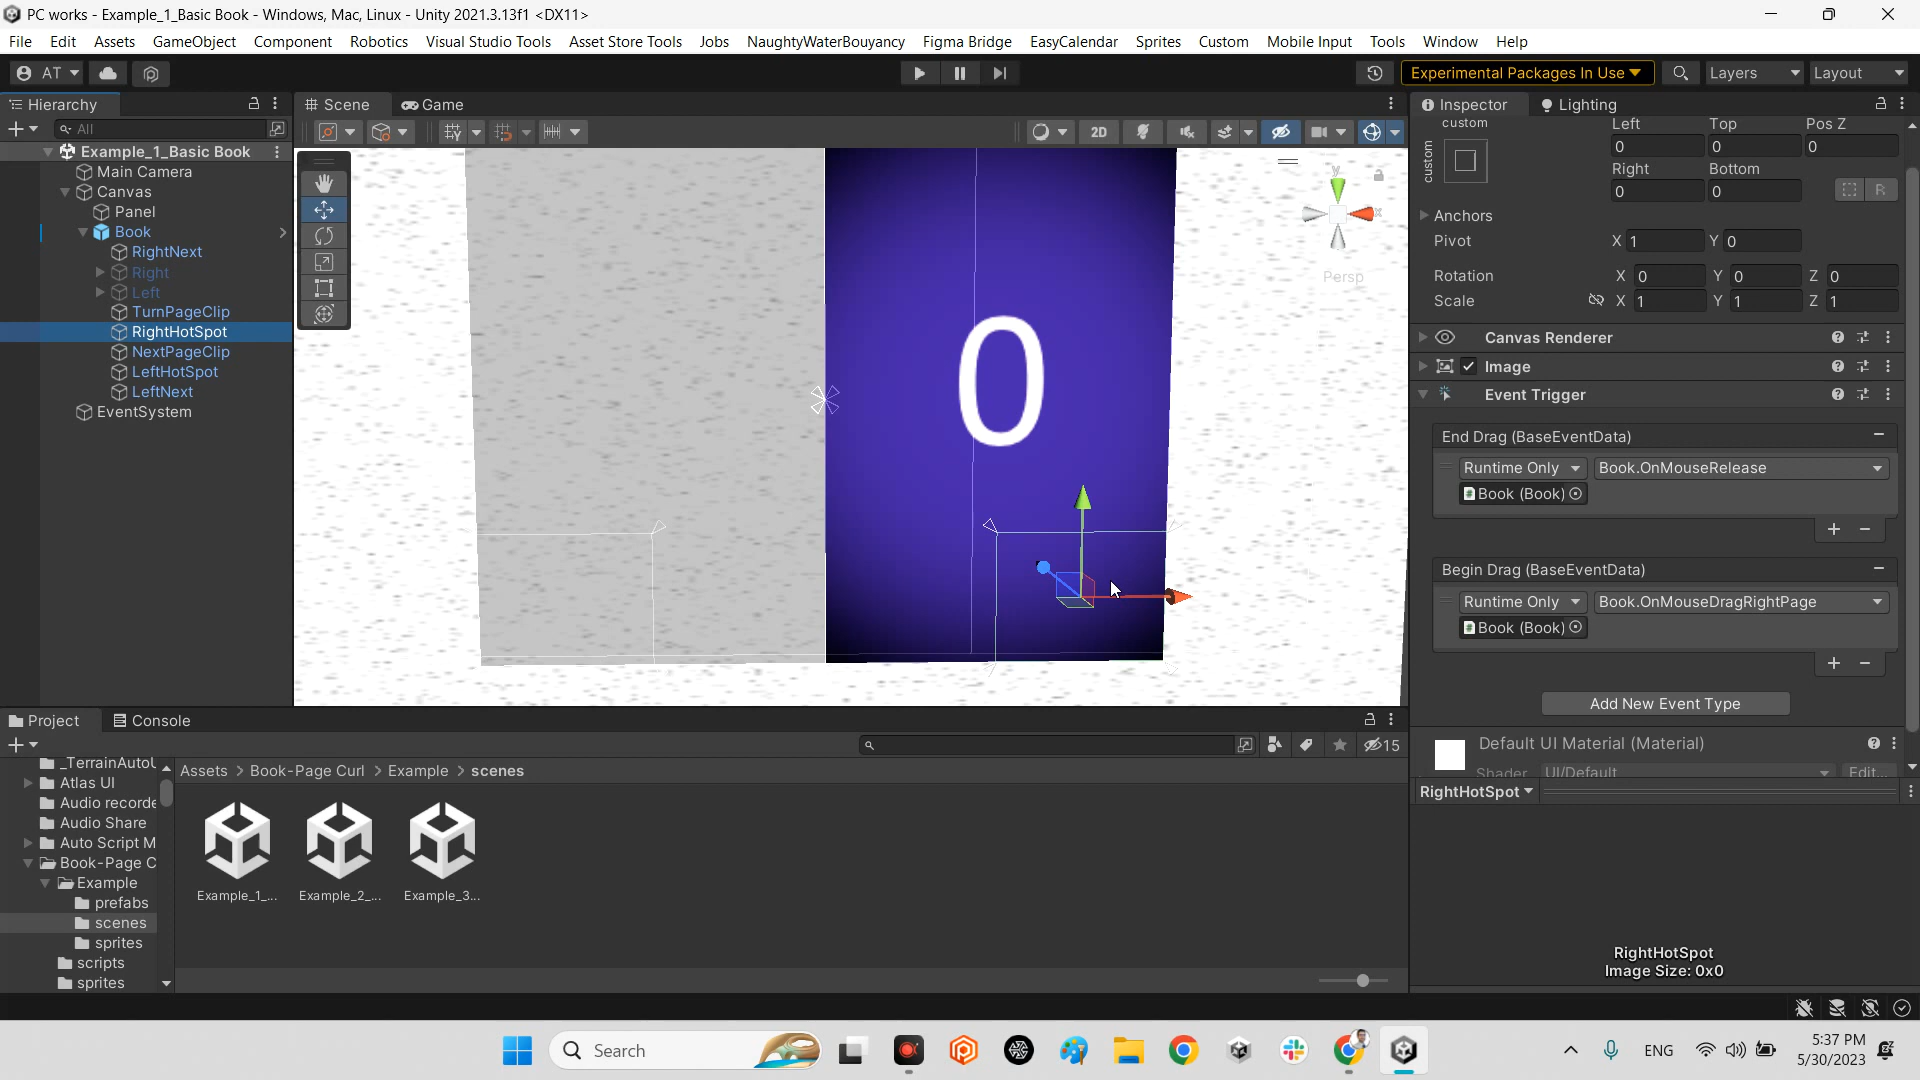 PC works - Example_1_Basic Book - Windows, Mac, Linux - Unity 2021.3.13f1 <DX11>
File Edit Assets GameObject Component Robotics Visual Studio Tools Asset Store Tools Jobs NaughtyWaterBouyancy Figma Bridge EasyCalendar Sprites Custom Mobile Input Tools Window Help
AT Experimental Packages In Use Layers Layout
Hierarchy
All
Example_1_Basic Book
Main Camera
Canvas
Panel
Book
RightNext
Right
Left
TurnPageClip
RightHotSpot
NextPageClip
LeftHotSpot
LeftNext
EventSystem
Scene Game
2D
y
x
Persp
0
Inspector Lighting
custom Left Top Pos Z
custom 0 0 0
Right Bottom
0 0 R
Anchors
Pivot X 1 Y 0
Rotation X 0 Y 0 Z 0
Scale X 1 Y 1 Z 1
Canvas Renderer
Image
Event Trigger
End Drag (BaseEventData)
Runtime Only Book.OnMouseRelease
Book (Book)
Begin Drag (BaseEventData)
Runtime Only Book.OnMouseDragRightPage
Book (Book)
Add New Event Type
Default UI Material (Material)
Shader UI/Default Edit...
RightHotSpot
RightHotSpot
Image Size: 0x0
Project Console
15
_TerrainAutoU
Atlas UI
Audio recorde
Audio Share
Auto Script M
Book-Page C
Example
prefabs
scenes
sprites
scripts
sprites
Assets > Book-Page Curl > Example > scenes
Example_1_... Example_2_... Example_3...
Search
ENG
5:37 PM
5/30/2023